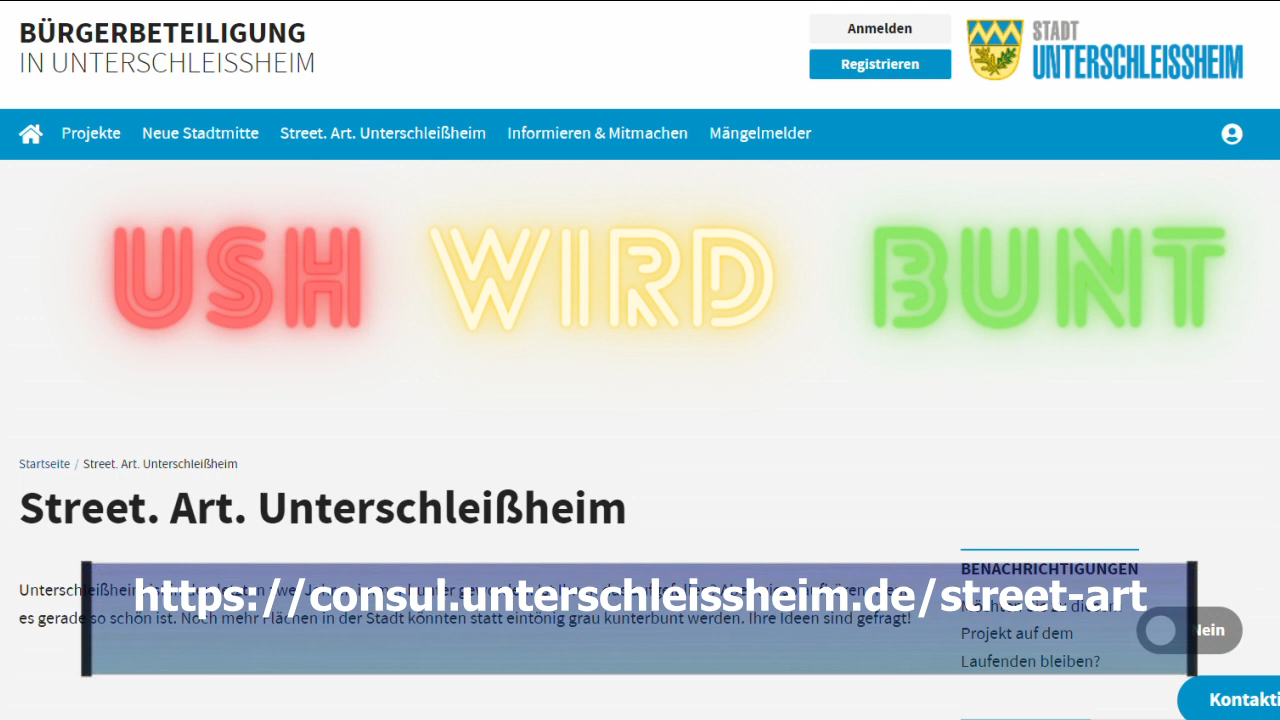 BÜRGERBETEILIGUNG
IN UNTERSCHLEISSHEIM
Anmelden
Registrieren
STADT
UNTERSCHLEISSHEIM
Projekte
Neue Stadtmitte
Street. Art. Unterschleißheim
Informieren & Mitmachen
Mängelmelder
USH WIRD BUNT
Startseite / Street. Art. Unterschleißheim
Street. Art. Unterschleißheim
Unterschleißheim
es gerade so schön ist. Noch mehr Flächen in der Stadt könnten statt eintönig grau kunterbunt werden. Ihre Ideen sind gefragt!
https://consul.unterschleissheim.de/street-art
BENACHRICHTIGUNGEN
Projekt auf dem
Laufenden bleiben?
Nein